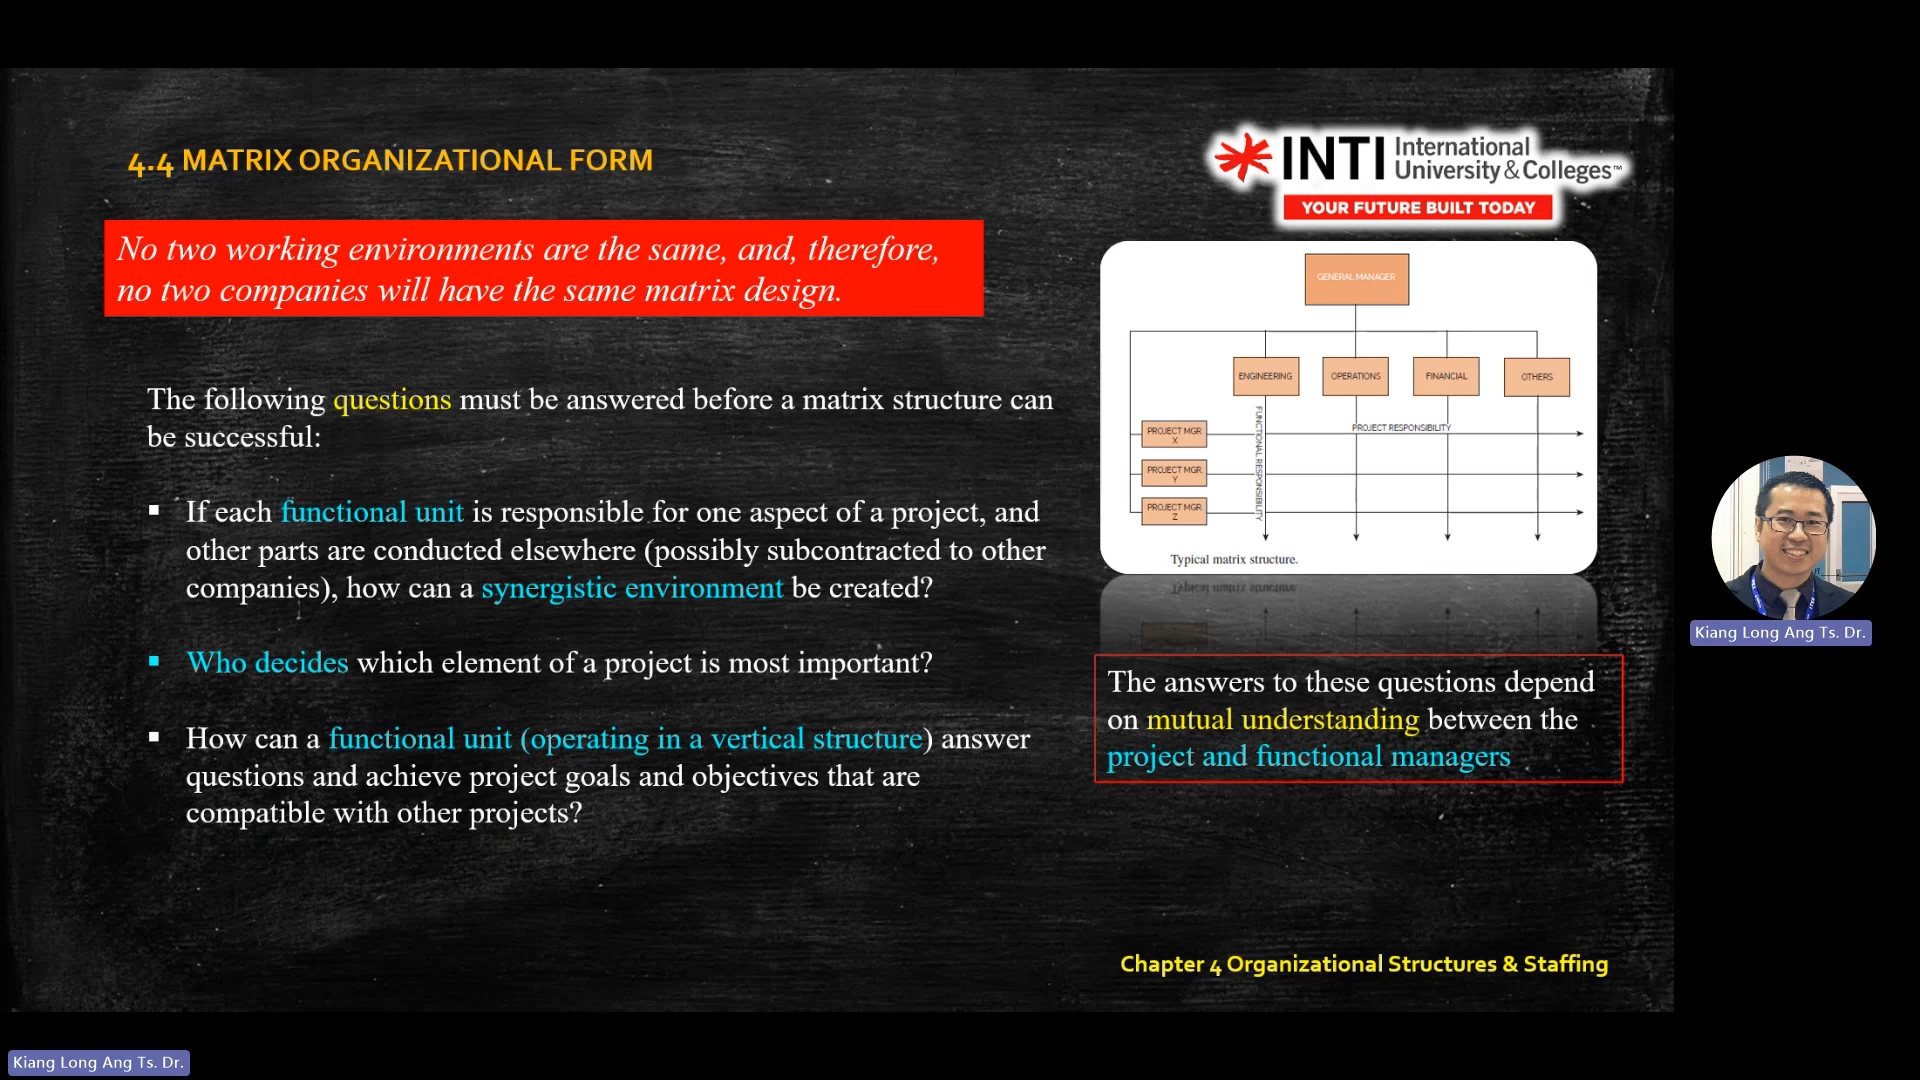 4.4 MATRIX ORGANIZATIONAL FORM
INTI International
University & Colleges™
YOUR FUTURE BUILT TODAY
No two working environments are the same, and, therefore,
no two companies will have the same matrix design.
The following questions must be answered before a matrix structure can
be successful:
▪ If each functional unit is responsible for one aspect of a project, and
other parts are conducted elsewhere (possibly subcontracted to other
companies), how can a synergistic environment be created?
▪ Who decides which element of a project is most important?
▪ How can a functional unit (operating in a vertical structure) answer
questions and achieve project goals and objectives that are
compatible with other projects?
GENERAL MANAGER
ENGINEERING
OPERATIONS
FINANCIAL
OTHERS
PROJECT MGR
X
PROJECT MGR
Y
PROJECT MGR
Z
FUNCTIONAL RESPONSIBILITY
PROJECT RESPONSIBILITY
Typical matrix structure.
Typical matrix structure.
The answers to these questions depend
on mutual understanding between the
project and functional managers
Chapter 4 Organizational Structures & Staffing
Kiang Long Ang Ts. Dr.
Kiang Long Ang Ts. Dr.